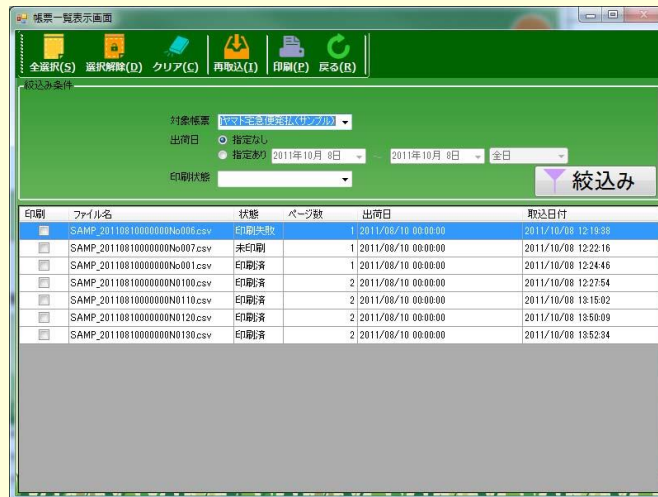 帳票一覧表示画面
全選択(S) 選択解除(D) クリア(C) 再取込(I) 印刷(P) 戻る(R)
絞込み条件
対象帳票 ヤマト宅急便発払(サンプル)
出荷日 指定なし
指定あり 2011年10月 8日 ~ 2011年10月 8日 全日
印刷状態 絞込み
印刷 ファイル名 状態 ページ数 出荷日 取込日付
SAMP_20110810000000No006.csv 印刷失敗 1 2011/08/10 00:00:00 2011/10/08 12:19:38
SAMP_20110810000000No007.csv 未印刷 1 2011/08/10 00:00:00 2011/10/08 12:22:16
SAMP_20110810000000No001.csv 印刷済 1 2011/08/10 00:00:00 2011/10/08 12:24:46
SAMP_20110810000000N0100.csv 印刷済 2 2011/08/10 00:00:00 2011/10/08 12:27:54
SAMP_20110810000000N0110.csv 印刷済 2 2011/08/10 00:00:00 2011/10/08 13:15:02
SAMP_20110810000000N0120.csv 印刷済 2 2011/08/10 00:00:00 2011/10/08 13:50:09
SAMP_20110810000000N0130.csv 印刷済 2 2011/08/10 00:00:00 2011/10/08 13:52:34